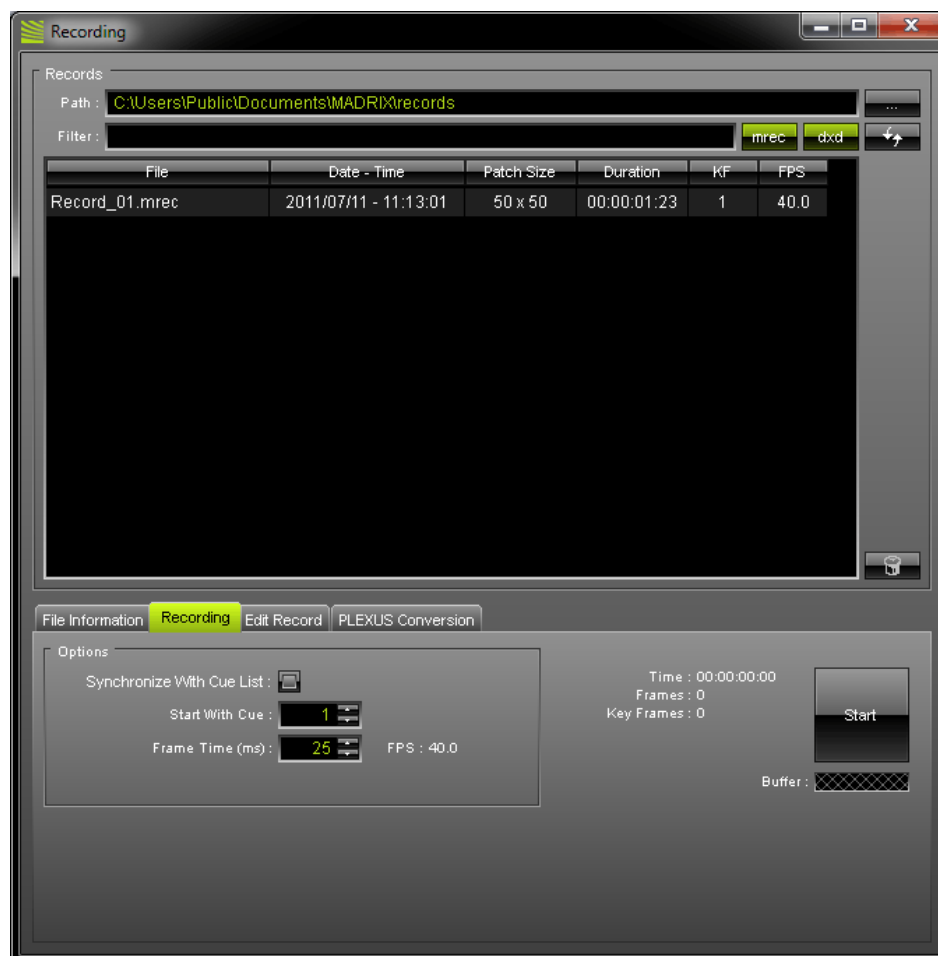 Recording
Records
Path : C:\Users\Public\Documents\MADRIX\records ...
Filter : mrec dxd
File Date - Time Patch Size Duration KF FPS
Record_01.mrec 2011/07/11 - 11:13:01 50 x 50 00:00:01:23 1 40.0
File Information Recording Edit Record PLEXUS Conversion
Options
Synchronize With Cue List :
Start With Cue : 1
Frame Time (ms) : 25 FPS : 40.0
Time : 00:00:00:00
Frames : 0
Key Frames : 0
Start
Buffer :